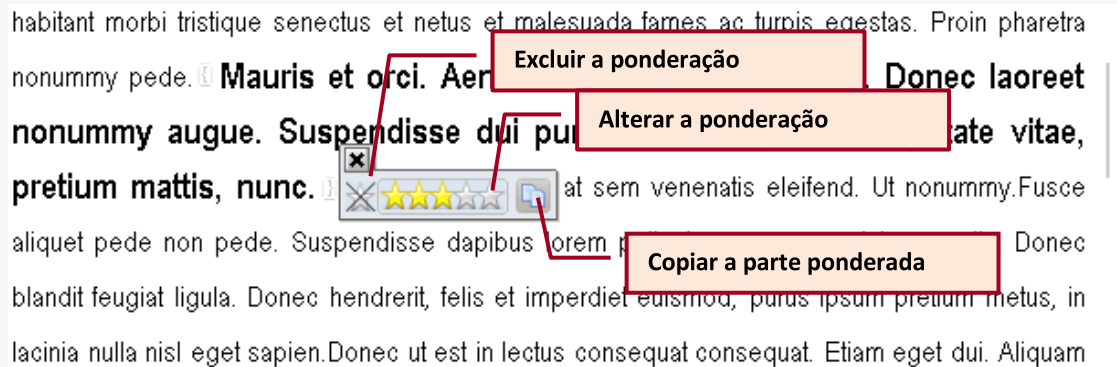 habitant morbi tristique senectus et netus et malesuada fames ac turpis egestas. Proin pharetra
Excluir a ponderação
nonummy pede. { Mauris et orci. Aen Donec laoreet
Alterar a ponderação
nonummy augue. Suspendisse dui pur tate vitae,
pretium mattis, nunc. } at sem venenatis eleifend. Ut nonummy.Fusce
aliquet pede non pede. Suspendisse dapibus lorem p Donec
Copiar a parte ponderada
blandit feugiat ligula. Donec hendrerit, felis et imperdiet euismod, purus ipsum pretium metus, in
lacinia nulla nisl eget sapien.Donec ut est in lectus consequat consequat. Etiam eget dui. Aliquam